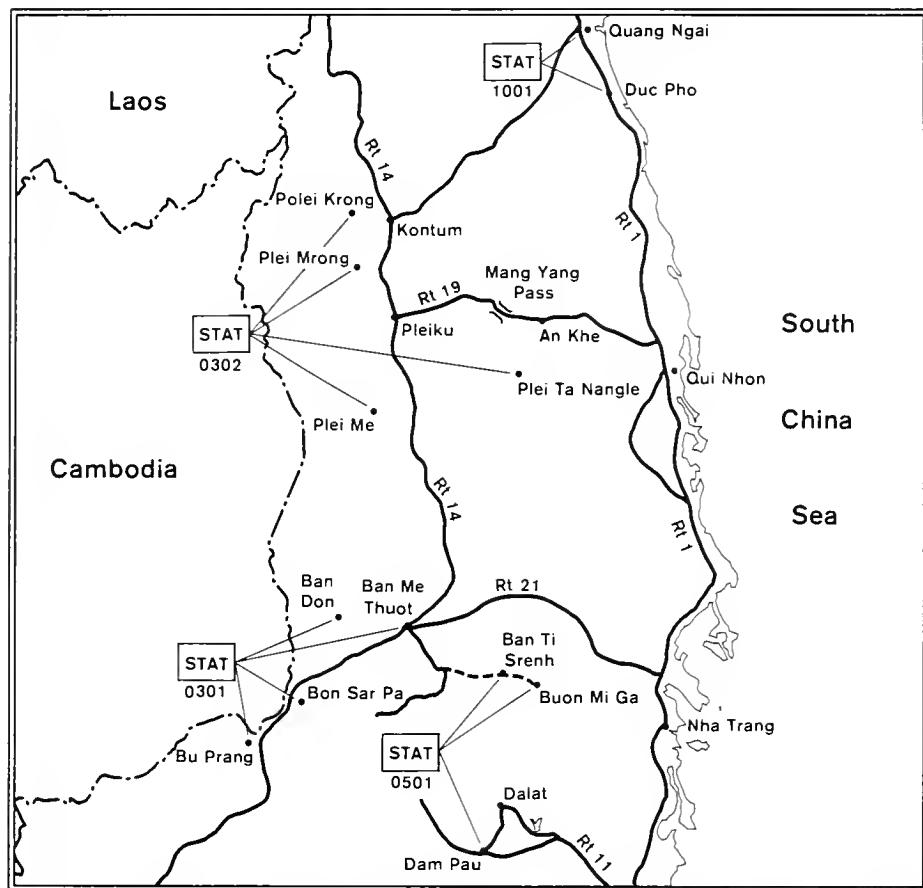 Quang Ngai
STAT
1001
Duc Pho
Laos
Rt 14
Polei Krong
Kontum
Rt 1
Plei Mrong
Mang Yang
Pass
Rt 19
STAT
0302
Pleiku
An Khe
South
Plei Ta Nangle
Qui Nhon
Plei Me
China
Cambodia
Rt 14
Sea
Rt 1
Ban
Don
Ban Me
Thuot
Rt 21
STAT
0301
Ban Ti
Srenh
Bon Sar Pa
Buon Mi Ga
Nha Trang
Bu Prang
STAT
0501
Dalat
Dam Pau
Rt 11